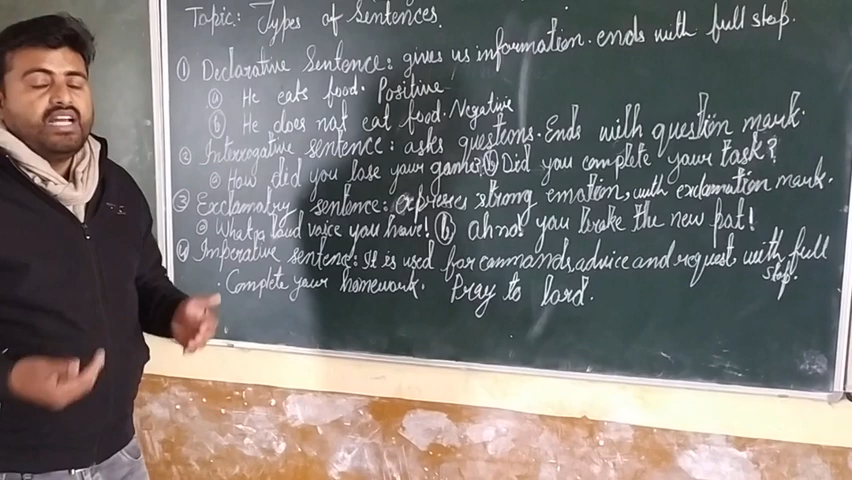 Topic: Types of Sentences.
① Declarative Sentence: gives us information. ends with full stop.
ⓐ He eats food. Positive
ⓑ He does not eat food. Negative
② Interrogative sentence: asks questions. Ends with question mark.
ⓐ How did you lose your game? ⓑ Did you complete your task?
③ Exclamatry sentence: expresses strong emotion, with exclamation mark.
ⓐ What a loud voice you have! ⓑ ah no! you brake the new pot!
④ Imperative sentence: It is used for commands, advice and request with full
stop.
. Complete your homework. Pray to lord.